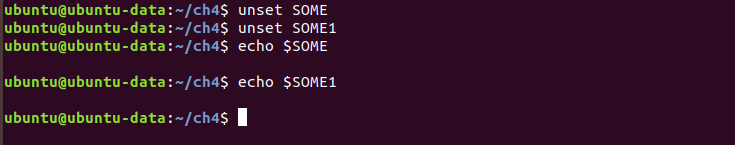 ubuntu@ubuntu-data:~/ch4$ unset SOME
ubuntu@ubuntu-data:~/ch4$ unset SOME1
ubuntu@ubuntu-data:~/ch4$ echo $SOME
ubuntu@ubuntu-data:~/ch4$ echo $SOME1
ubuntu@ubuntu-data:~/ch4$